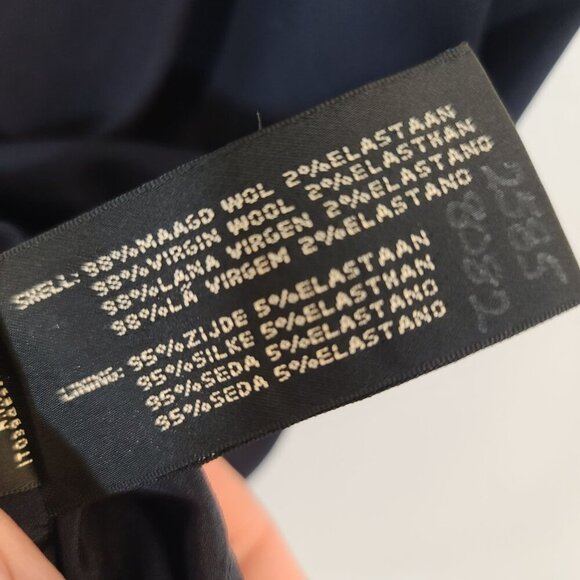 SHELL: 98%MAAGD WOL 2%ELASTAAN
98%VIRGIN WOOL 2%ELASTHAN
98%LANA VIRGEN 2%ELASTANO
98%LÃ VIRGEM 2%ELASTANO
LINING: 95%ZIJDE 5%ELASTAAN
95%SILKE 5%ELASTHAN
95%SEDA 5%ELASTANO
95%SEDA 5%ELASTANO